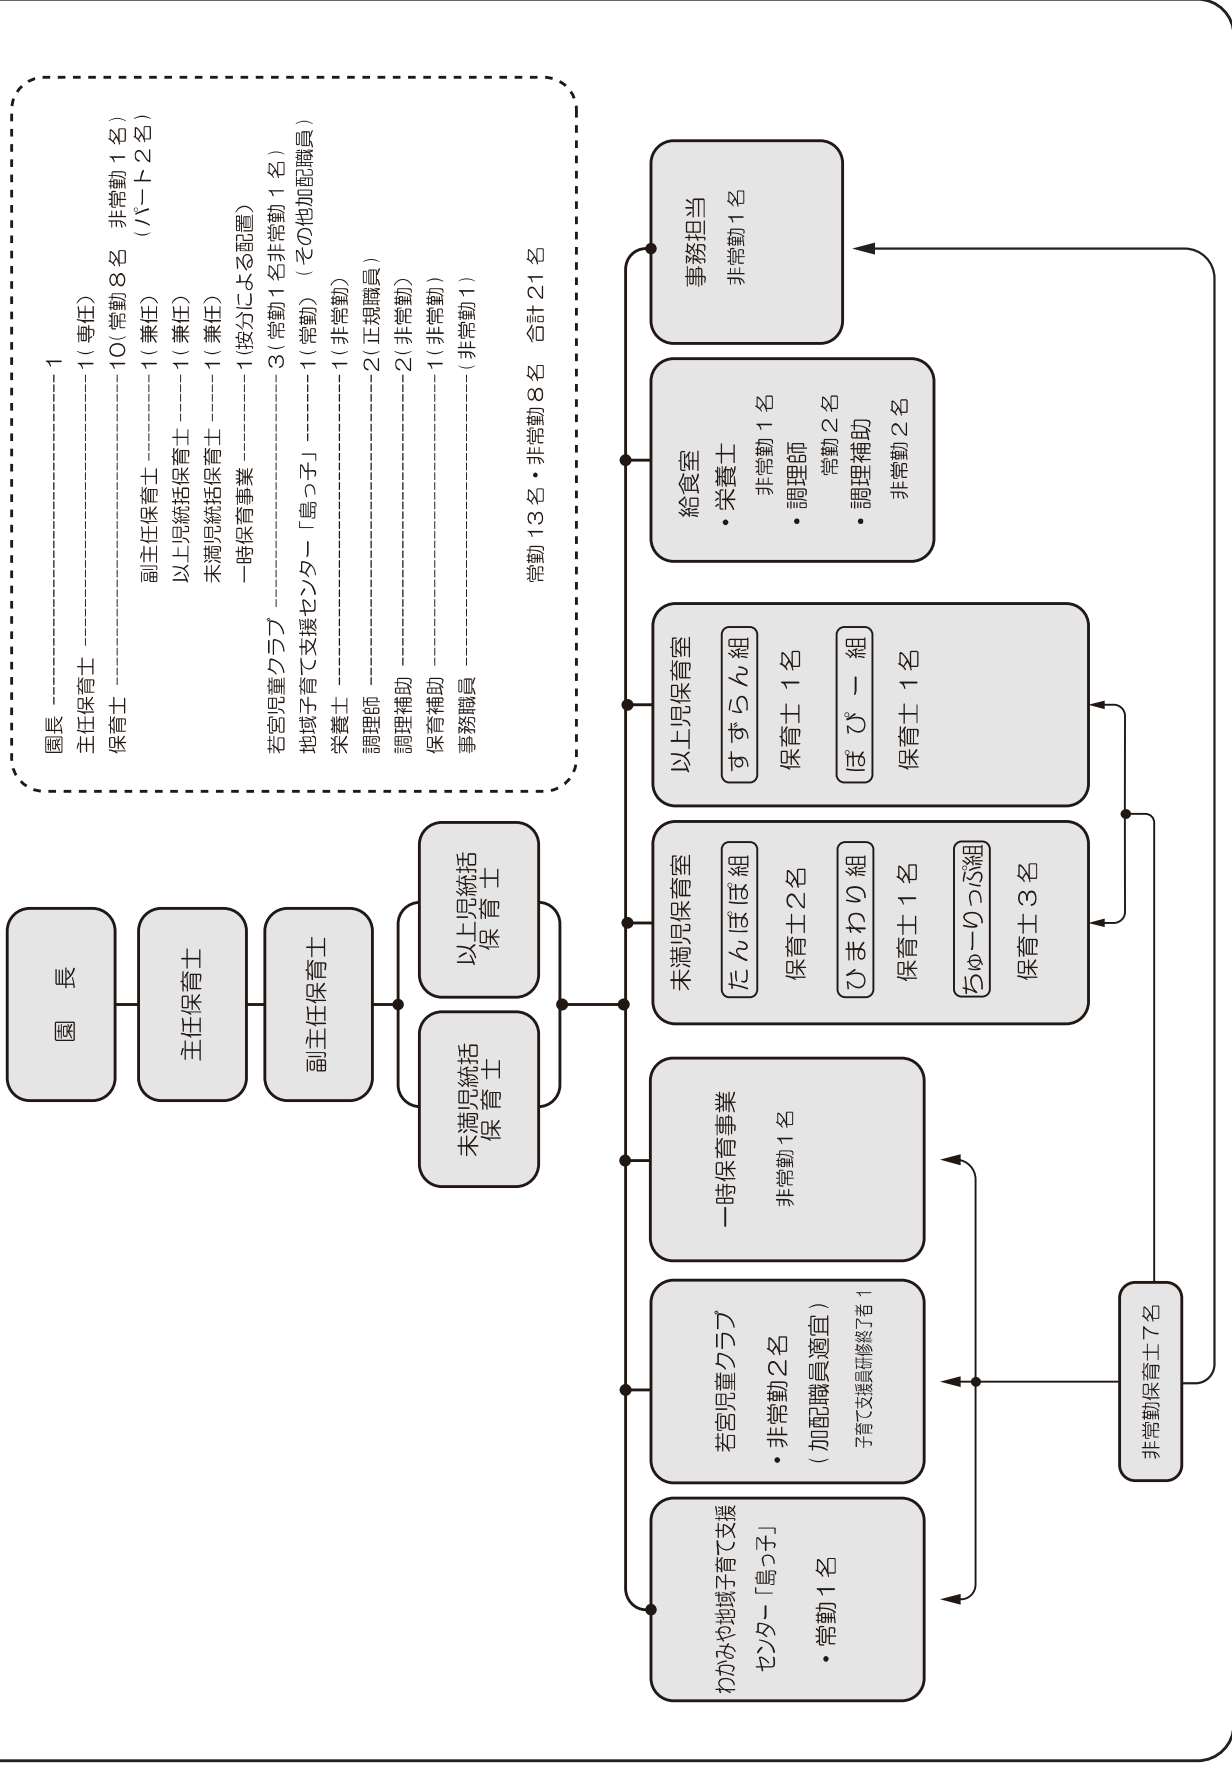 園長 ---------- 1
主任保育士 ---------- 1(専任)
保育士 ---------- 10(常勤8名　非常勤1名)
(パート2名)
副主任保育士 ---------- 1(兼任)
以上児統括保育士 ----- 1(兼任)
未満児統括保育士 ----- 1(兼任)
一時保育事業 ---------- 1(按分による配置)
若宮児童クラブ ---------- 3(常勤1名非常勤1名)
地域子育て支援センター「島っ子」------- 1(常勤)(その他加配職員)
栄養士 ---------- 1(非常勤)
調理師 ---------- 2(正規職員)
調理補助 ---------- 2(非常勤)
保育補助 ---------- 1(非常勤)
事務職員 ---------- (非常勤1)
常勤13名・非常勤8名　合計21名
園　長
主任保育士
副主任保育士
未満児統括
保 育 士
以上児統括
保 育 士
わかみや地域子育て支援
センター「島っ子」
・常勤1名
若宮児童クラブ
・非常勤2名
(加配職員適宜)
子育て支援員研修終了者 1
一時保育事業
非常勤1名
未満児保育室
たんぽぽ組
保育士2名
ひまわり組
保育士1名
ちゅーりっぷ組
保育士3名
以上児保育室
すずらん組
保育士 1名
ぽぴー組
保育士 1名
給食室
・栄養士
非常勤1名
・調理師
常勤2名
・調理補助
非常勤2名
事務担当
非常勤1名
非常勤保育士7名